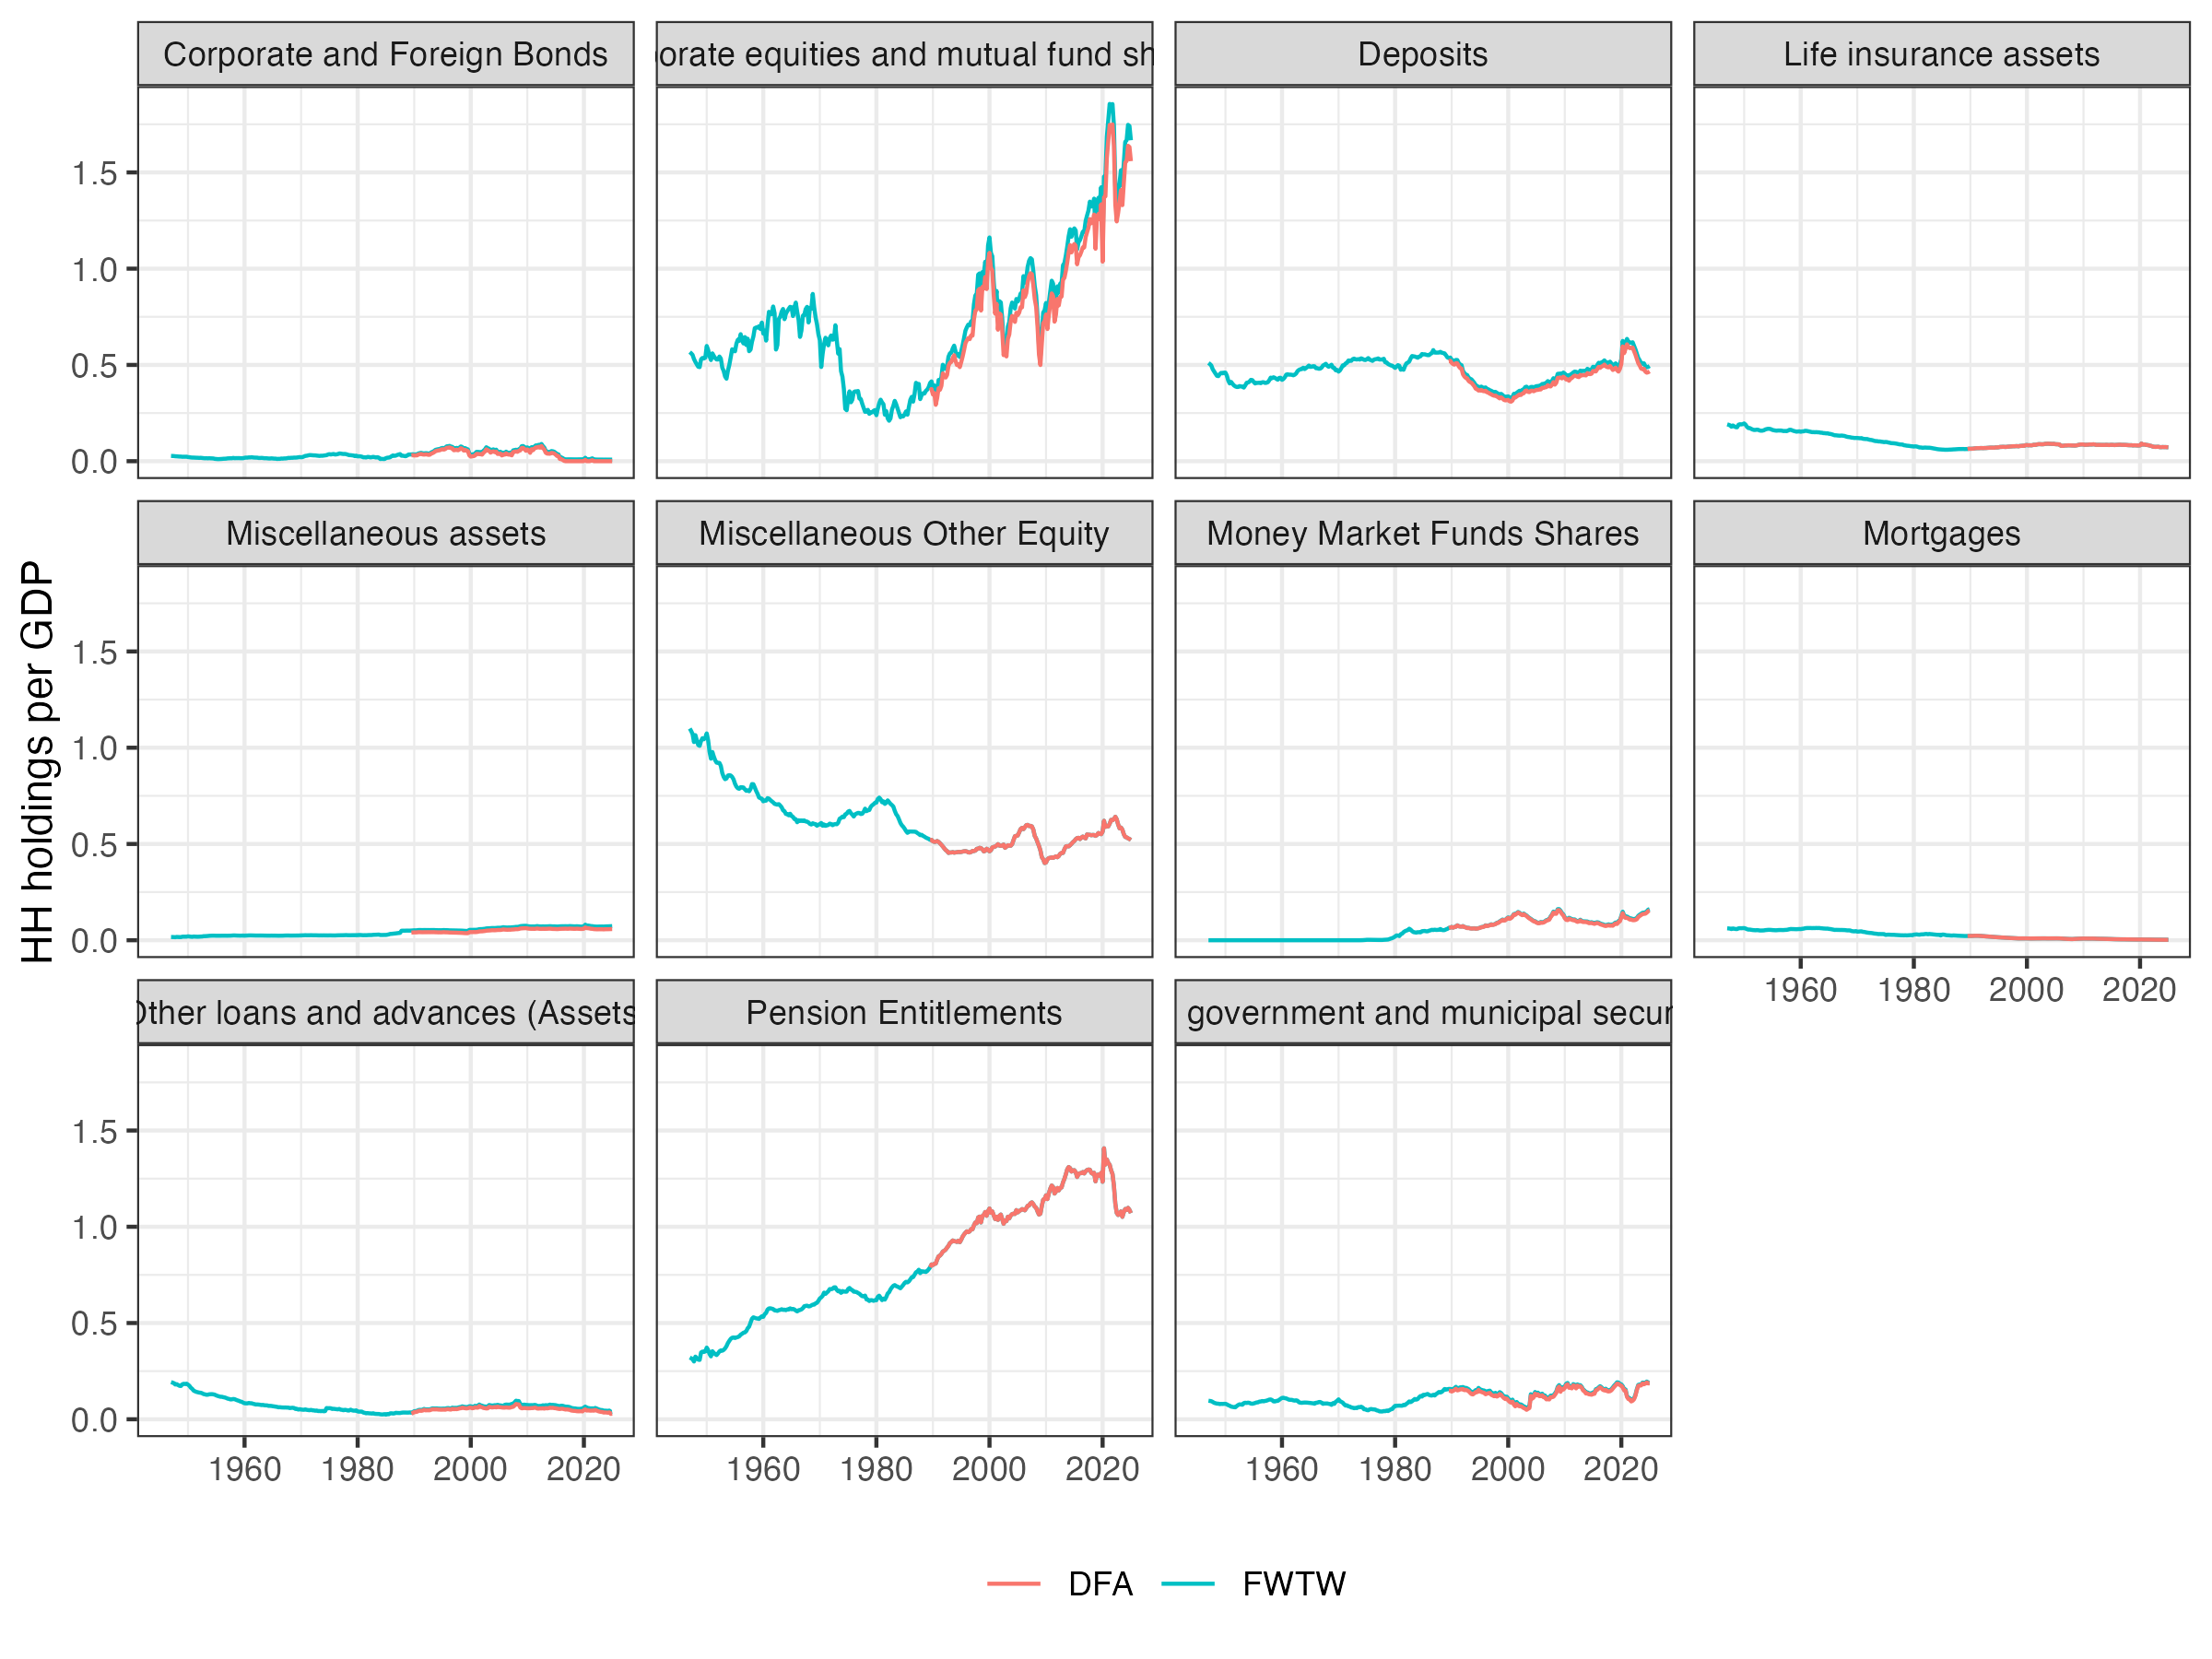 Corporate and Foreign Bonds
orate equities and mutual fund sh
Deposits
Life insurance assets
1.5
1.0
0.5
0.0
Miscellaneous assets
Miscellaneous Other Equity
Money Market Funds Shares
Mortgages
1.5
1.0
0.5
0.0
1960 1980 2000 2020
Other loans and advances (Assets
Pension Entitlements
government and municipal secur
1.5
1.0
0.5
0.0
1960 1980 2000 2020
1960 1980 2000 2020
1960 1980 2000 2020
HH holdings per GDP
DFA
FWTW